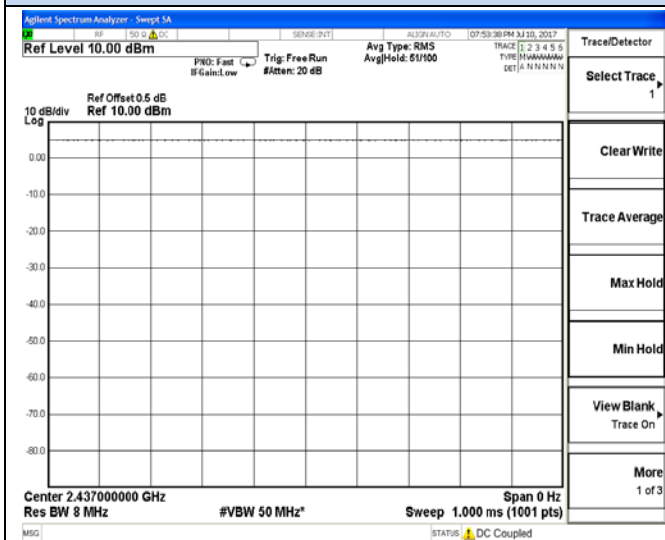 Agilent Spectrum Analyzer - Swept SA
RF 50 Ω DC SENSE:INT ALIGN AUTO 07:53:38 PM Jul 10, 2017
Ref Level 10.00 dBm
PNO: Fast
IFGain:Low
Trig: Free Run
#Atten: 20 dB
Avg Type: RMS
Avg|Hold: 51/100
TRACE 1 2 3 4 5 6
TYPE MWWWWW
DET A N N N N N
Ref Offset 0.5 dB
10 dB/div Ref 10.00 dBm
Log
0.00
-10.0
-20.0
-30.0
-40.0
-50.0
-60.0
-70.0
-80.0
Center 2.437000000 GHz Span 0 Hz
Res BW 8 MHz #VBW 50 MHz* Sweep 1.000 ms (1001 pts)
MSG STATUS DC Coupled
Trace/Detector
Select Trace
1
Clear Write
Trace Average
Max Hold
Min Hold
View Blank
Trace On
More
1 of 3